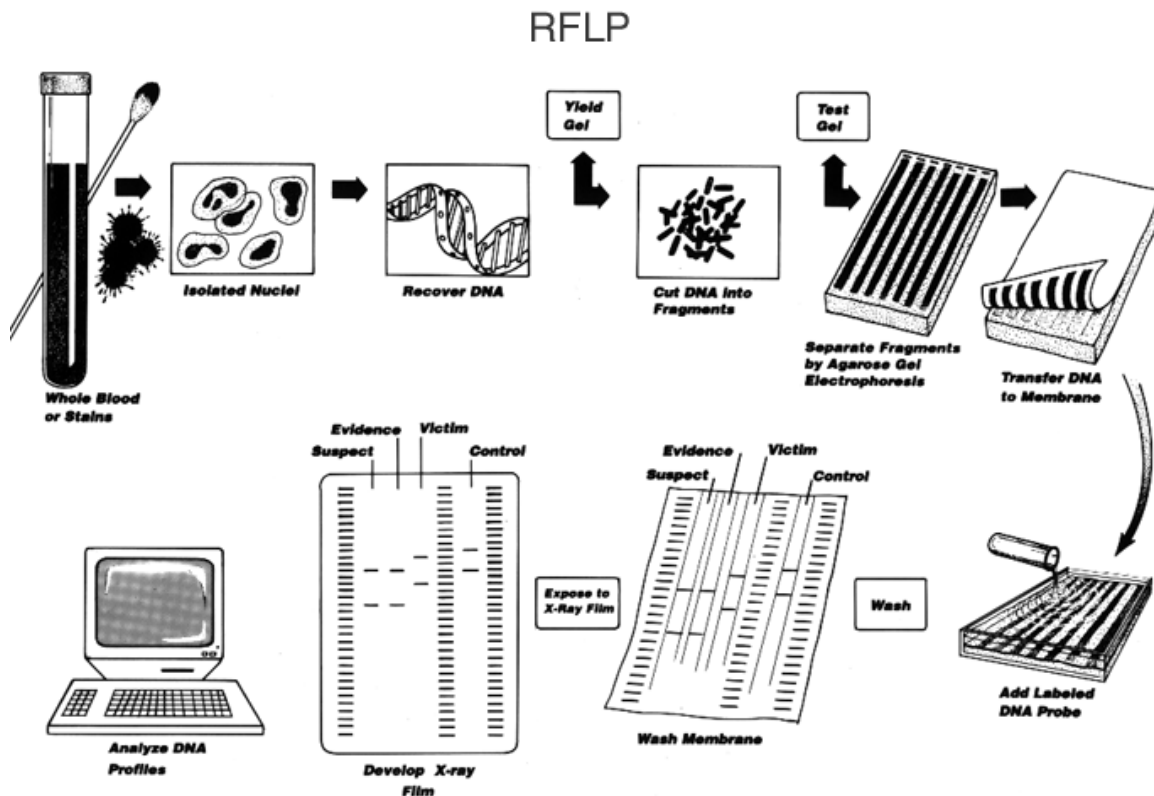 RFLP
Yield
Gel
Test
Gel
Isolated Nuclei
Recover DNA
Cut DNA into
Fragments
Separate Fragments
by Agarose Gel
Electrophoresis
Transfer DNA
to Membrane
Whole Blood
or Stains
Evidence
Victim
Suspect
Control
Evidence
Victim
Suspect
Control
Expose to
X-Ray Film
Wash
Add Labeled
DNA Probe
Wash Membrane
Analyze DNA
Profiles
Develop X-ray
Film